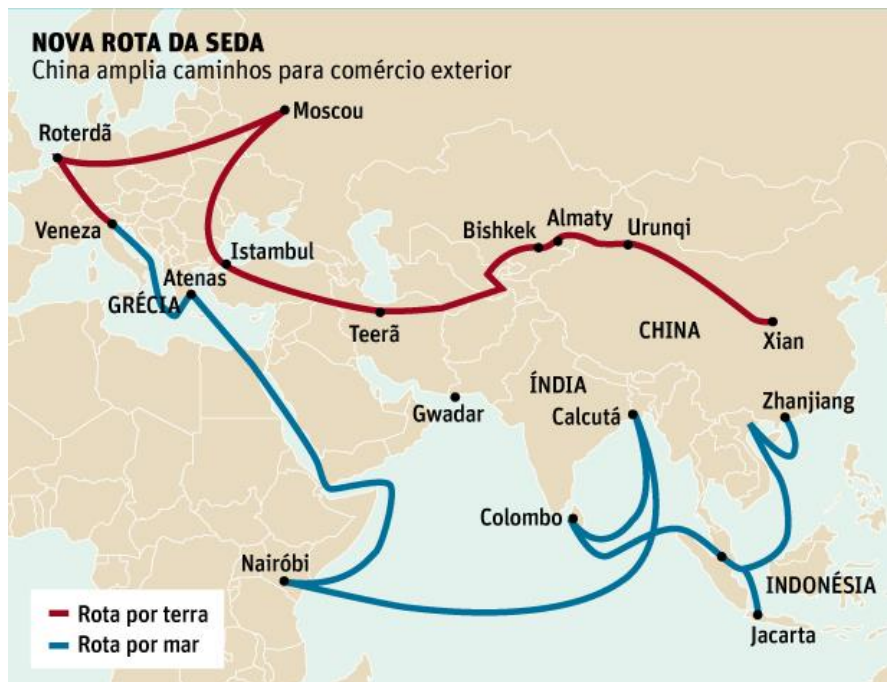 NOVA ROTA DA SEDA
China amplia caminhos para comércio exterior
Moscou
Roterdã
Veneza
Bishkek
Almaty
Urunqi
Istambul
Atenas
GRÉCIA
Teerã
CHINA
Xian
ÍNDIA
Gwadar
Calcutá
Zhanjiang
Colombo
Nairóbi
INDONÉSIA
Jacarta
Rota por terra
Rota por mar